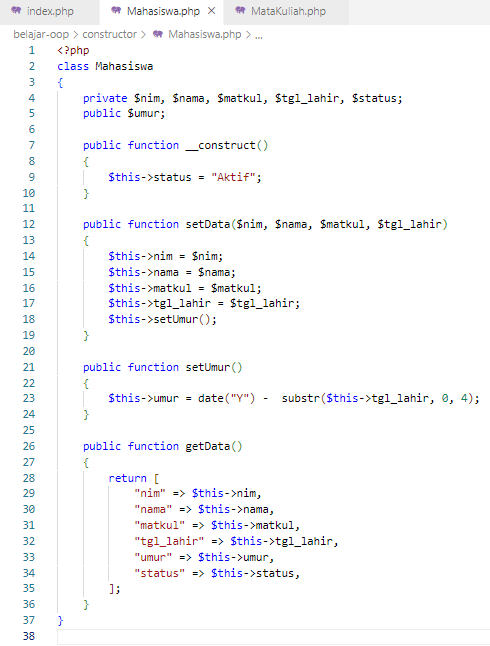 index.php Mahasiswa.php × MataKuliah.php
belajar-oop > constructor > Mahasiswa.php > ...
1 <?php
2 class Mahasiswa
3 {
4 private $nim, $nama, $matkul, $tgl_lahir, $status;
5 public $umur;
6
7 public function __construct()
8 {
9 $this->status = "Aktif";
10 }
11
12 public function setData($nim, $nama, $matkul, $tgl_lahir)
13 {
14 $this->nim = $nim;
15 $this->nama = $nama;
16 $this->matkul = $matkul;
17 $this->tgl_lahir = $tgl_lahir;
18 $this->setUmur();
19 }
20
21 public function setUmur()
22 {
23 $this->umur = date("Y") -  substr($this->tgl_lahir, 0, 4);
24 }
25
26 public function getData()
27 {
28 return [
29 "nim" => $this->nim,
30 "nama" => $this->nama,
31 "matkul" => $this->matkul,
32 "tgl_lahir" => $this->tgl_lahir,
33 "umur" => $this->umur,
34 "status" => $this->status,
35 ];
36 }
37 }
38